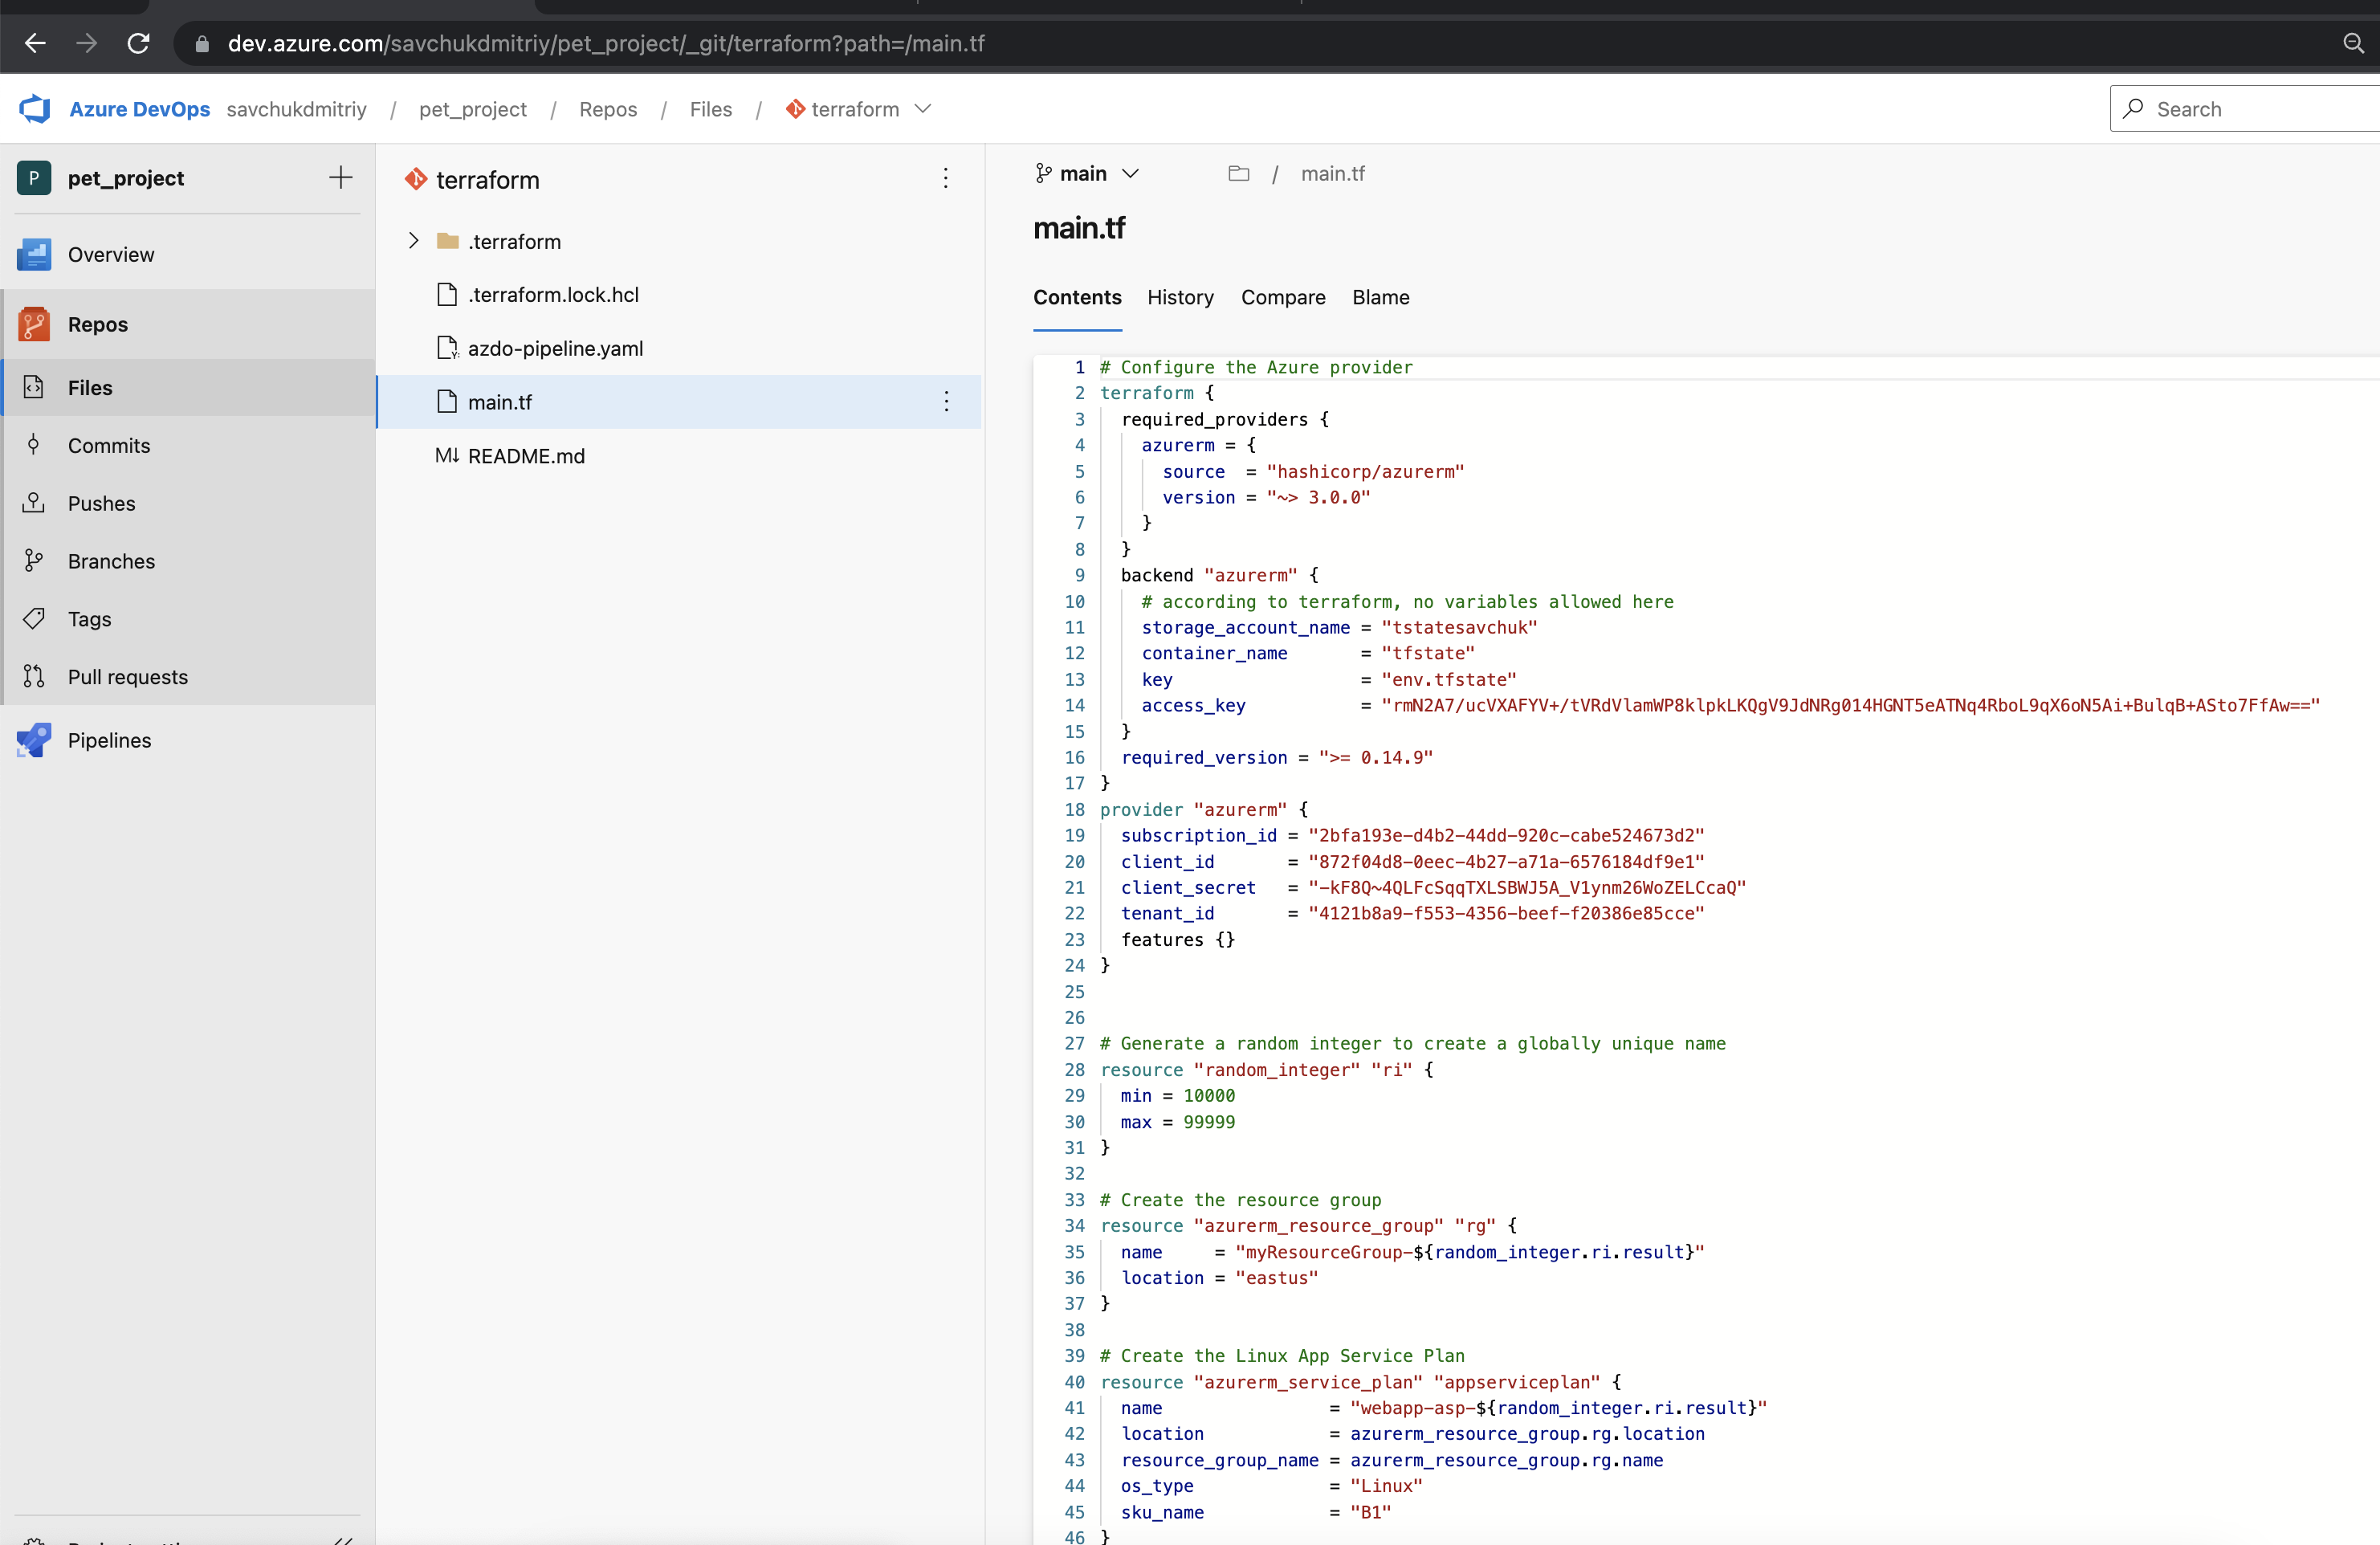 dev.azure.com/savchukdmitriy/pet_project/_git/terraform?path=/main.tf
Azure DevOps savchukdmitriy / pet_project / Repos / Files / terraform
Search
P pet_project
Overview
Repos
Files
Commits
Pushes
Branches
Tags
Pull requests
Pipelines
terraform
.terraform
.terraform.lock.hcl
azdo-pipeline.yaml
main.tf
README.md
main / main.tf
main.tf
Contents History Compare Blame
1 # Configure the Azure provider
2 terraform {
3   required_providers {
4     azurerm = {
5       source  = "hashicorp/azurerm"
6       version = "~> 3.0.0"
7     }
8   }
9   backend "azurerm" {
10     # according to terraform, no variables allowed here
11     storage_account_name = "tstatesavchuk"
12     container_name       = "tfstate"
13     key                  = "env.tfstate"
14     access_key           = "rmN2A7/ucVXAFYV+/tVRdVlamWP8klpkLKQgV9JdNRg014HGNT5eATNq4RboL9qX6oN5Ai+BulqB+ASto7FfAw=="
15   }
16   required_version = ">= 0.14.9"
17 }
18 provider "azurerm" {
19   subscription_id = "2bfa193e-d4b2-44dd-920c-cabe524673d2"
20   client_id       = "872f04d8-0eec-4b27-a71a-6576184df9e1"
21   client_secret   = "-kF8Q~4QLFcSqqTXLSBWJ5A_V1ynm26WoZELCcaQ"
22   tenant_id       = "4121b8a9-f553-4356-beef-f20386e85cce"
23   features {}
24 }
25
26
27 # Generate a random integer to create a globally unique name
28 resource "random_integer" "ri" {
29   min = 10000
30   max = 99999
31 }
32
33 # Create the resource group
34 resource "azurerm_resource_group" "rg" {
35   name     = "myResourceGroup-${random_integer.ri.result}"
36   location = "eastus"
37 }
38
39 # Create the Linux App Service Plan
40 resource "azurerm_service_plan" "appserviceplan" {
41   name                = "webapp-asp-${random_integer.ri.result}"
42   location            = azurerm_resource_group.rg.location
43   resource_group_name = azurerm_resource_group.rg.name
44   os_type             = "Linux"
45   sku_name            = "B1"
46 }